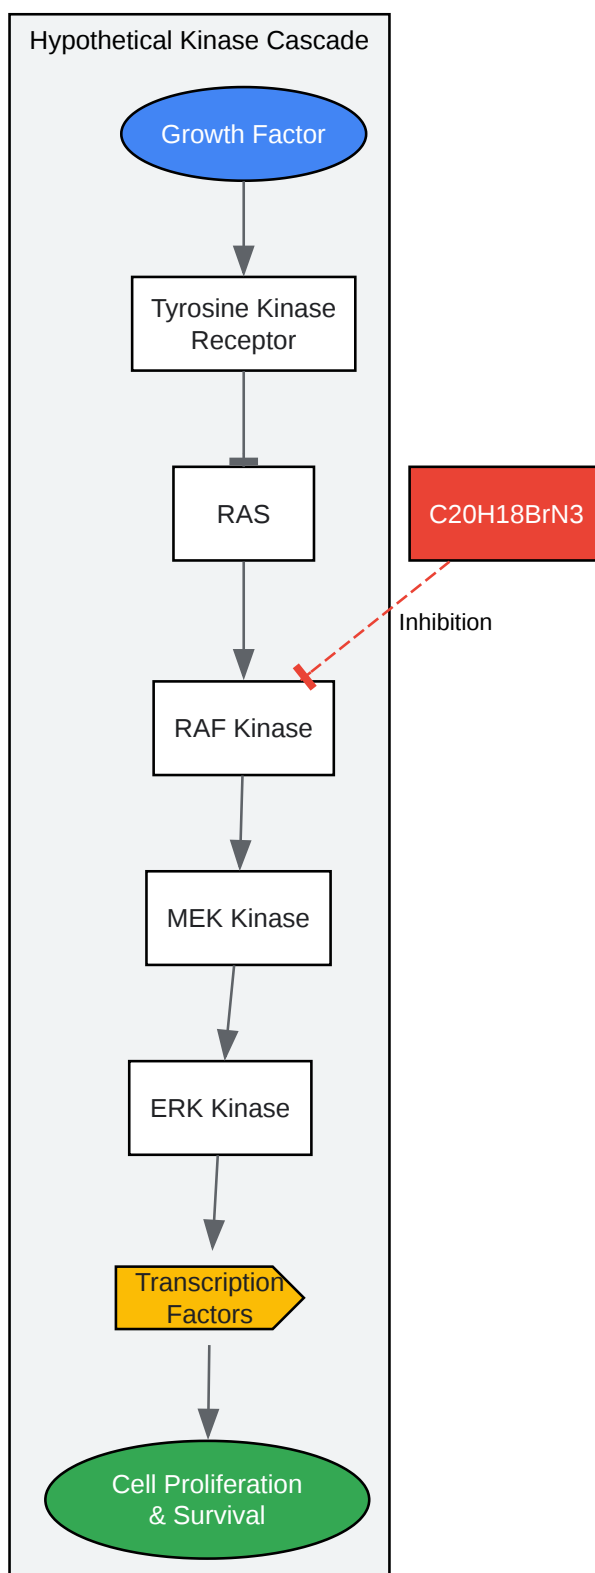 Hypothetical Kinase Cascade
Growth Factor
Tyrosine Kinase
Receptor
RAS
C20H18BrN3
Inhibition
RAF Kinase
MEK Kinase
ERK Kinase
Transcription
Factors
Cell Proliferation
& Survival